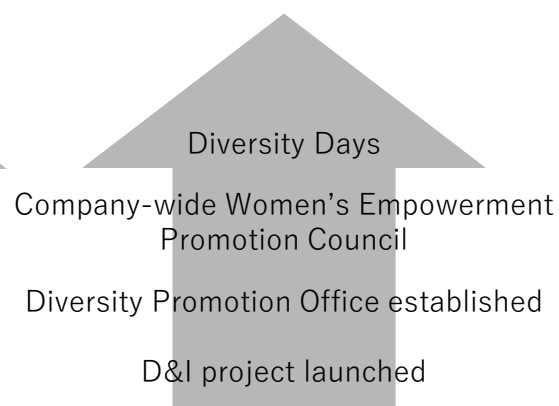 Diversity Days
Company-wide Women’s Empowerment
Promotion Council
Diversity Promotion Office established
D&I project launched